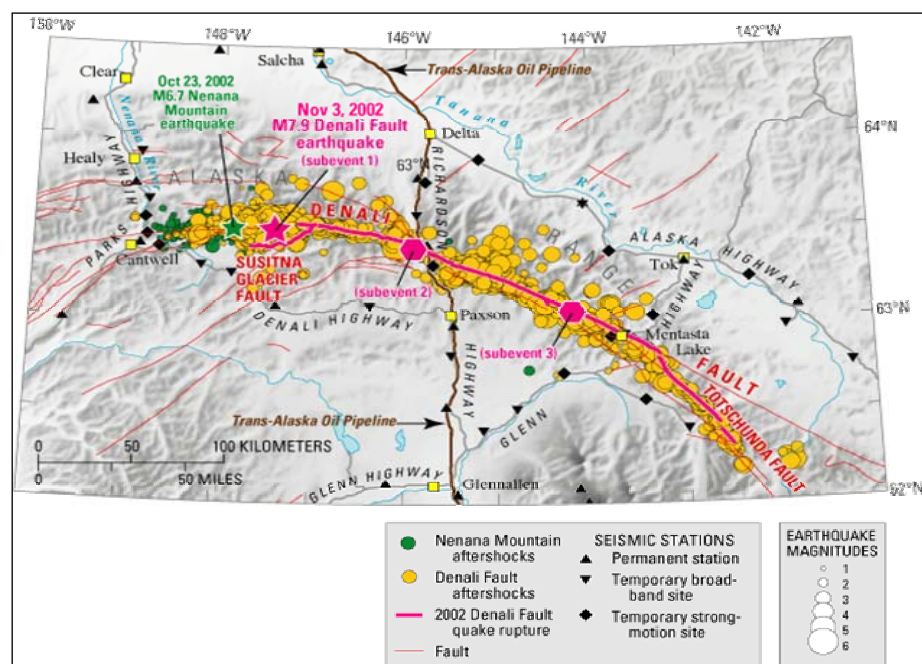 150°W
148°W
146°W
144°W
142°W
Salcha
Trans-Alaska Oil Pipeline
Clear
Oct 23, 2002
M6.7 Nenana
Mountain
earthquake
Nenana River
Nov 3, 2002
M7.9 Denali Fault
earthquake
(subevent 1)
Tanana River
Delta
64°N
Healy
63°N
RICHARDSON
HIGHWAY
ALASKA
RANGE
DENALI
FAULT
PARKS HIGHWAY
Cantwell
SUSITNA
GLACIER
FAULT
(subevent 2)
ALASKA HIGHWAY
Tok
HIGHWAY
DENALI HIGHWAY
Paxson
63°N
(subevent 3)
Mentasta
Lake
TOTSCHUNDA FAULT
Trans-Alaska Oil Pipeline
GLENN
0 50 100 KILOMETERS
0 50 MILES
GLENN HIGHWAY
Glennallen
62°N
Nenana Mountain
aftershocks
Denali Fault
aftershocks
2002 Denali Fault
quake rupture
Fault
SEISMIC STATIONS
Permanent station
Temporary broad-
band site
Temporary strong-
motion site
EARTHQUAKE
MAGNITUDES
1
2
3
4
5
6